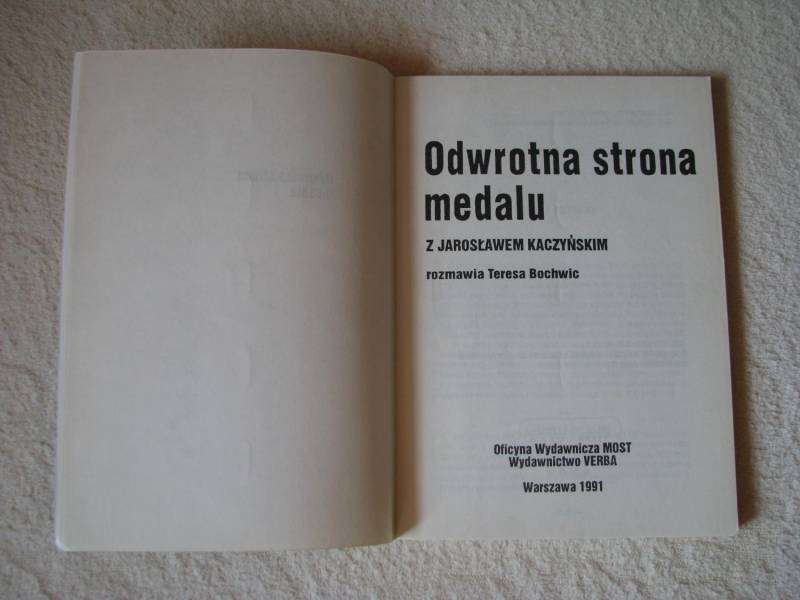 Odwrotna strona
medalu
Z JAROSŁAWEM KACZYŃSKIM
rozmawia Teresa Bochwic
Oficyna Wydawnicza MOST
Wydawnictwo VERBA
Warszawa 1991